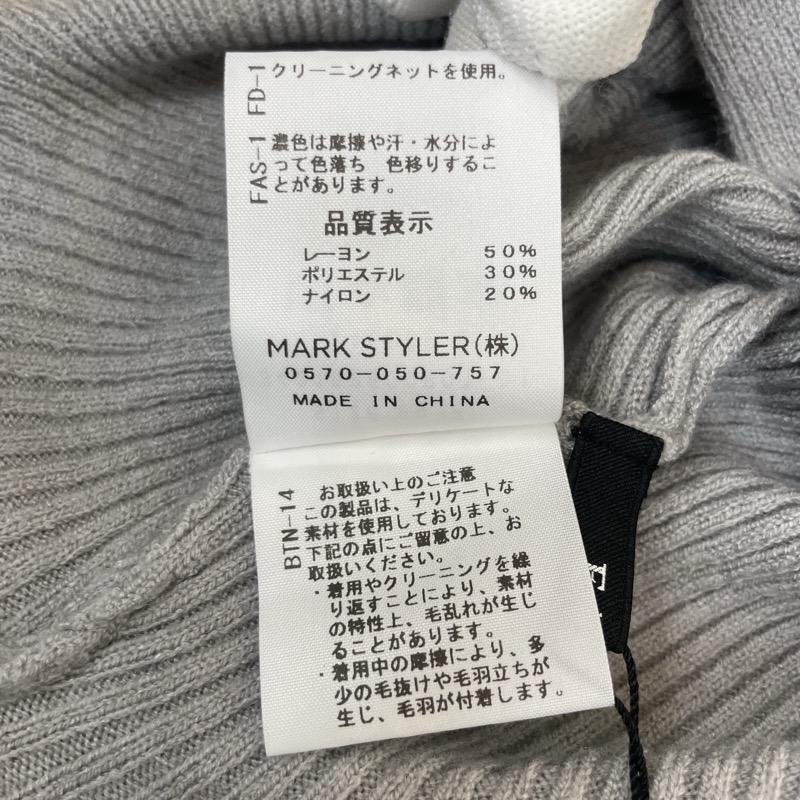 FD-1
クリーニングネットを使用。
FAS-1
濃色は摩擦や汗・水分によ
って色落ち　色移りするこ
とがあります。
品質表示
レーヨン 50%
ポリエステル 30%
ナイロン 20%
MARK STYLER(株)
0570-050-757
MADE IN CHINA
BTN-14
お取扱い上のご注意
この製品は、デリケートな
素材を使用しております。
下記の点にご留意の上、お
取扱いください。
・着用やクリーニングを繰
り返すことにより、素材
の特性上、毛乱れが生じ
ることがあります。
・着用中の摩擦により、多
少の毛抜けや毛羽立ちが
生じ、毛羽が付着します。